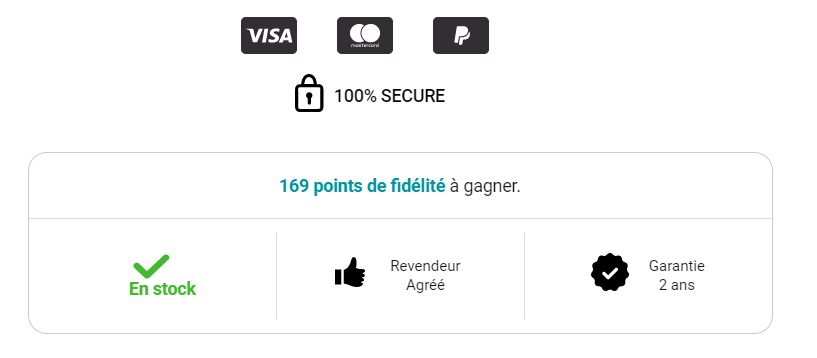 VISA
mastercard
100% SECURE
169 points de fidélité à gagner.
En stock
Revendeur
Agréé
Garantie
2 ans